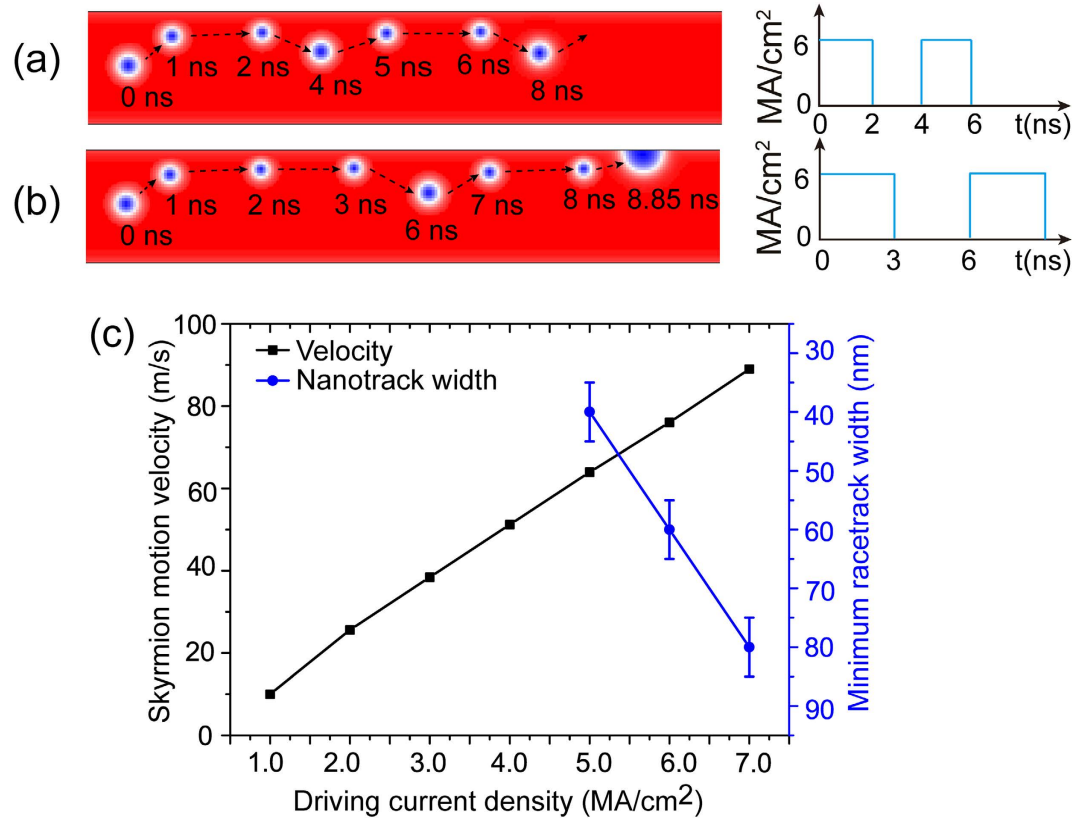 (a)
0 ns
1 ns
2 ns
4 ns
5 ns
6 ns
8 ns
MA/cm2
6
0
0 2 4 6 t(ns)
(b)
0 ns
1 ns
2 ns
3 ns
6 ns
7 ns
8 ns
8.85 ns
MA/cm2
6
0
0 3 6 t(ns)
(c)
Velocity
Nanotrack width
Skyrmion motion velocity (m/s)
100
80
60
40
20
0
1.0 2.0 3.0 4.0 5.0 6.0 7.0
Driving current density (MA/cm2)
30
40
50
60
70
80
90
Minimum racetrack width (nm)